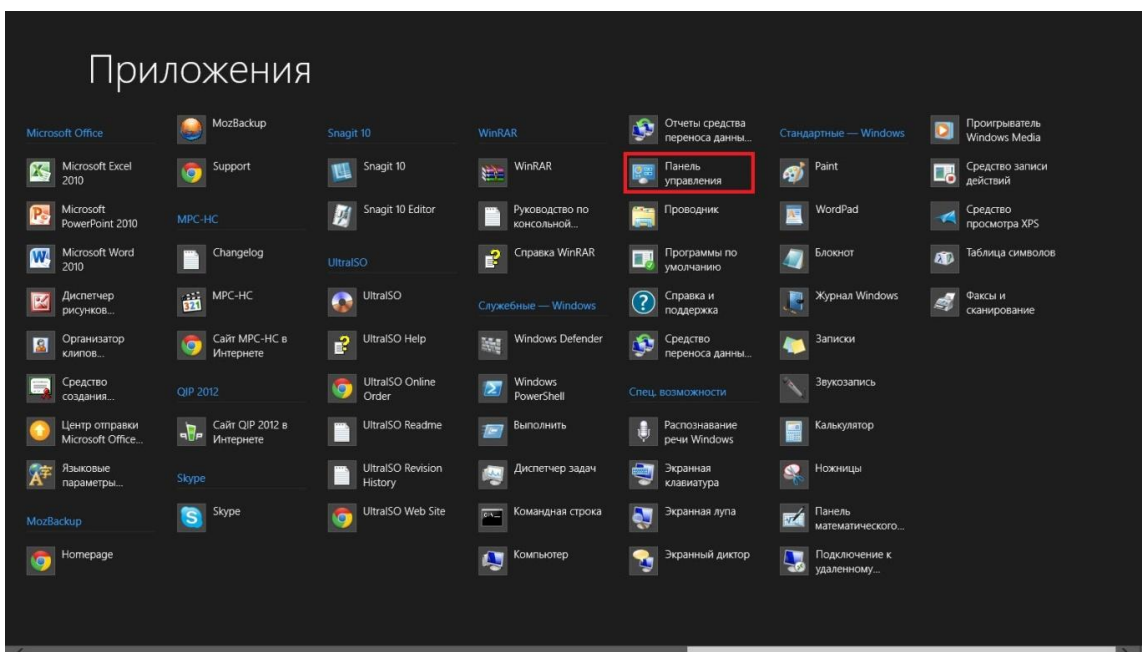 Приложения
Microsoft Office
Microsoft Excel
2010
Microsoft
PowerPoint 2010
Microsoft Word
2010
Диспетчер
рисунков...
Организатор
клипов...
Средство
создания...
Центр отправки
Microsoft Office...
Языковые
параметры...
MozBackup
Homepage
MozBackup
Support
MPC-HC
Changelog
MPC-HC
Сайт MPC-HC в
Интернете
QIP 2012
Сайт QIP 2012 в
Интернете
Skype
Skype
Snagit 10
Snagit 10
Snagit 10 Editor
UltraISO
UltraISO
UltraISO Help
UltraISO Online
Order
UltraISO Readme
UltraISO Revision
History
UltraISO Web Site
WinRAR
WinRAR
Руководство по
консольной...
Справка WinRAR
Служебные — Windows
Windows Defender
Windows
PowerShell
Выполнить
Диспетчер задач
Командная строка
Компьютер
Отчеты средства
переноса данны...
Панель
управления
Проводник
Программы по
умолчанию
Справка и
поддержка
Средство
переноса данны...
Спец. возможности
Распознавание
речи Windows
Экранная
клавиатура
Экранная лупа
Экранный диктор
Стандартные — Windows
Paint
WordPad
Блокнот
Журнал Windows
Записки
Звукозапись
Калькулятор
Ножницы
Панель
математического...
Подключение к
удаленному...
Проигрыватель
Windows Media
Средство записи
действий
Средство
просмотра XPS
Таблица символов
Факсы и
сканирование